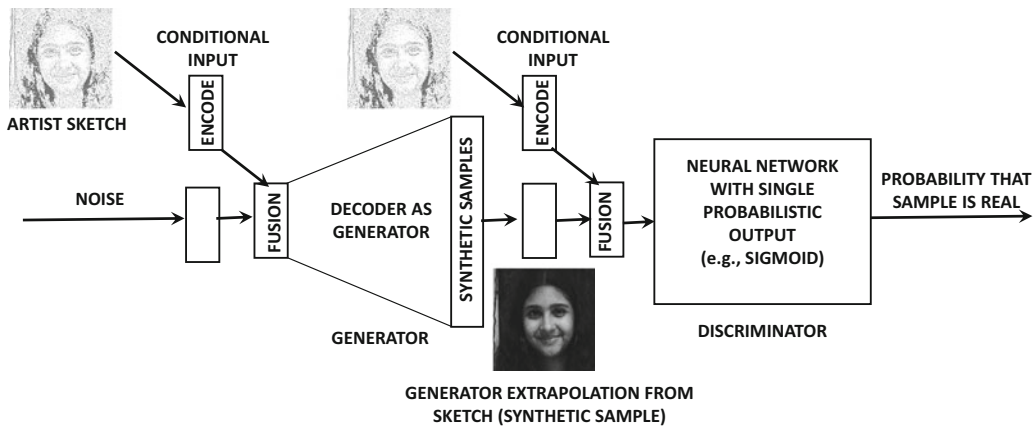 CONDITIONAL
INPUT
ENCODE
ARTIST SKETCH
NOISE
FUSION
DECODER AS
GENERATOR
SYNTHETIC SAMPLES
GENERATOR
CONDITIONAL
INPUT
ENCODE
FUSION
NEURAL NETWORK
WITH SINGLE
PROBABILISTIC
OUTPUT
(e.g., SIGMOID)
DISCRIMINATOR
PROBABILITY THAT
SAMPLE IS REAL
GENERATOR EXTRAPOLATION FROM
SKETCH (SYNTHETIC SAMPLE)